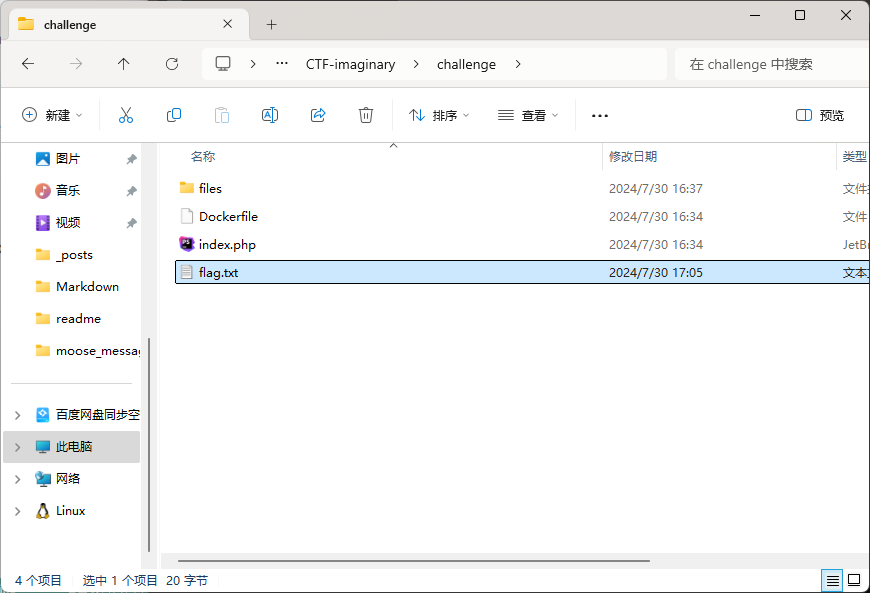 challenge
CTF-imaginary challenge
在 challenge 中搜索
新建 排序 查看 预览
名称 修改日期 类型
图片
音乐
视频
_posts
Markdown
readme
moose_messag
百度网盘同步空
此电脑
网络
Linux
files 2024/7/30 16:37 文件
Dockerfile 2024/7/30 16:34 文件
index.php 2024/7/30 16:34 JetBr
flag.txt 2024/7/30 17:05 文本
4 个项目 选中 1 个项目 20 字节